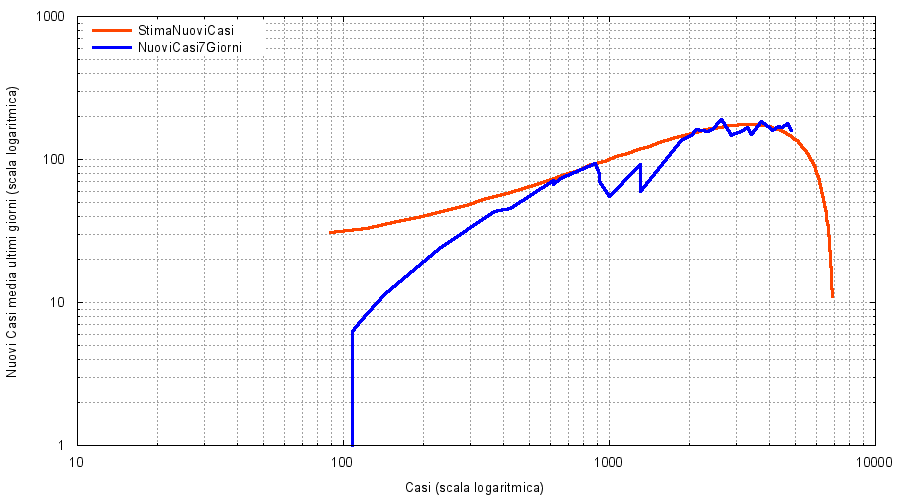 1000
StimaNuoviCasi
NuoviCasi7Giorni
100
10
1
10
100
1000
10000
Nuovi Casi media ultimi giorni (scala logaritmica)
Casi (scala logaritmica)